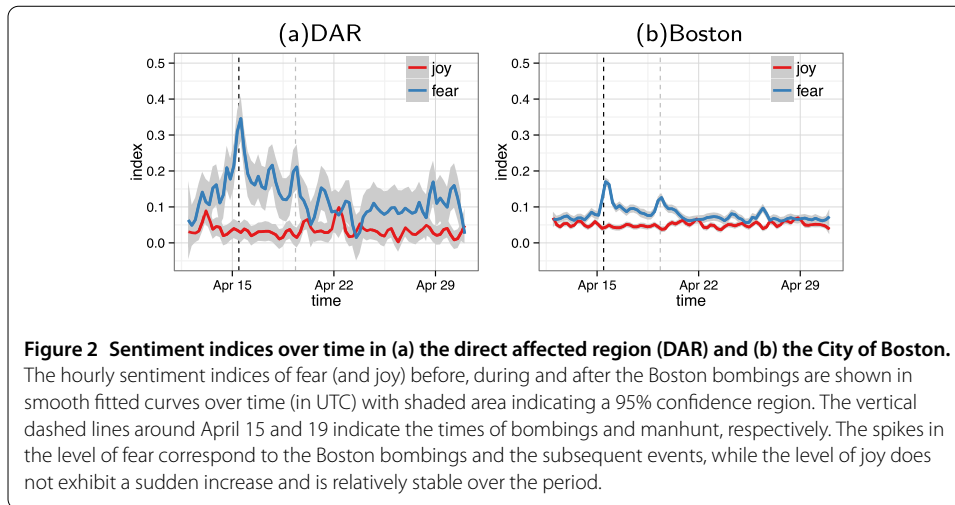 (a)DAR
(b)Boston
0.5
0.4
0.3
0.2
0.1
0.0
index
joy
fear
Apr 15
Apr 22
Apr 29
time
0.5
0.4
0.3
0.2
0.1
0.0
index
joy
fear
Apr 15
Apr 22
Apr 29
time
Figure 2 Sentiment indices over time in (a) the direct affected region (DAR) and (b) the City of Boston.
The hourly sentiment indices of fear (and joy) before, during and after the Boston bombings are shown in
smooth fitted curves over time (in UTC) with shaded area indicating a 95% confidence region. The vertical
dashed lines around April 15 and 19 indicate the times of bombings and manhunt, respectively. The spikes in
the level of fear correspond to the Boston bombings and the subsequent events, while the level of joy does
not exhibit a sudden increase and is relatively stable over the period.